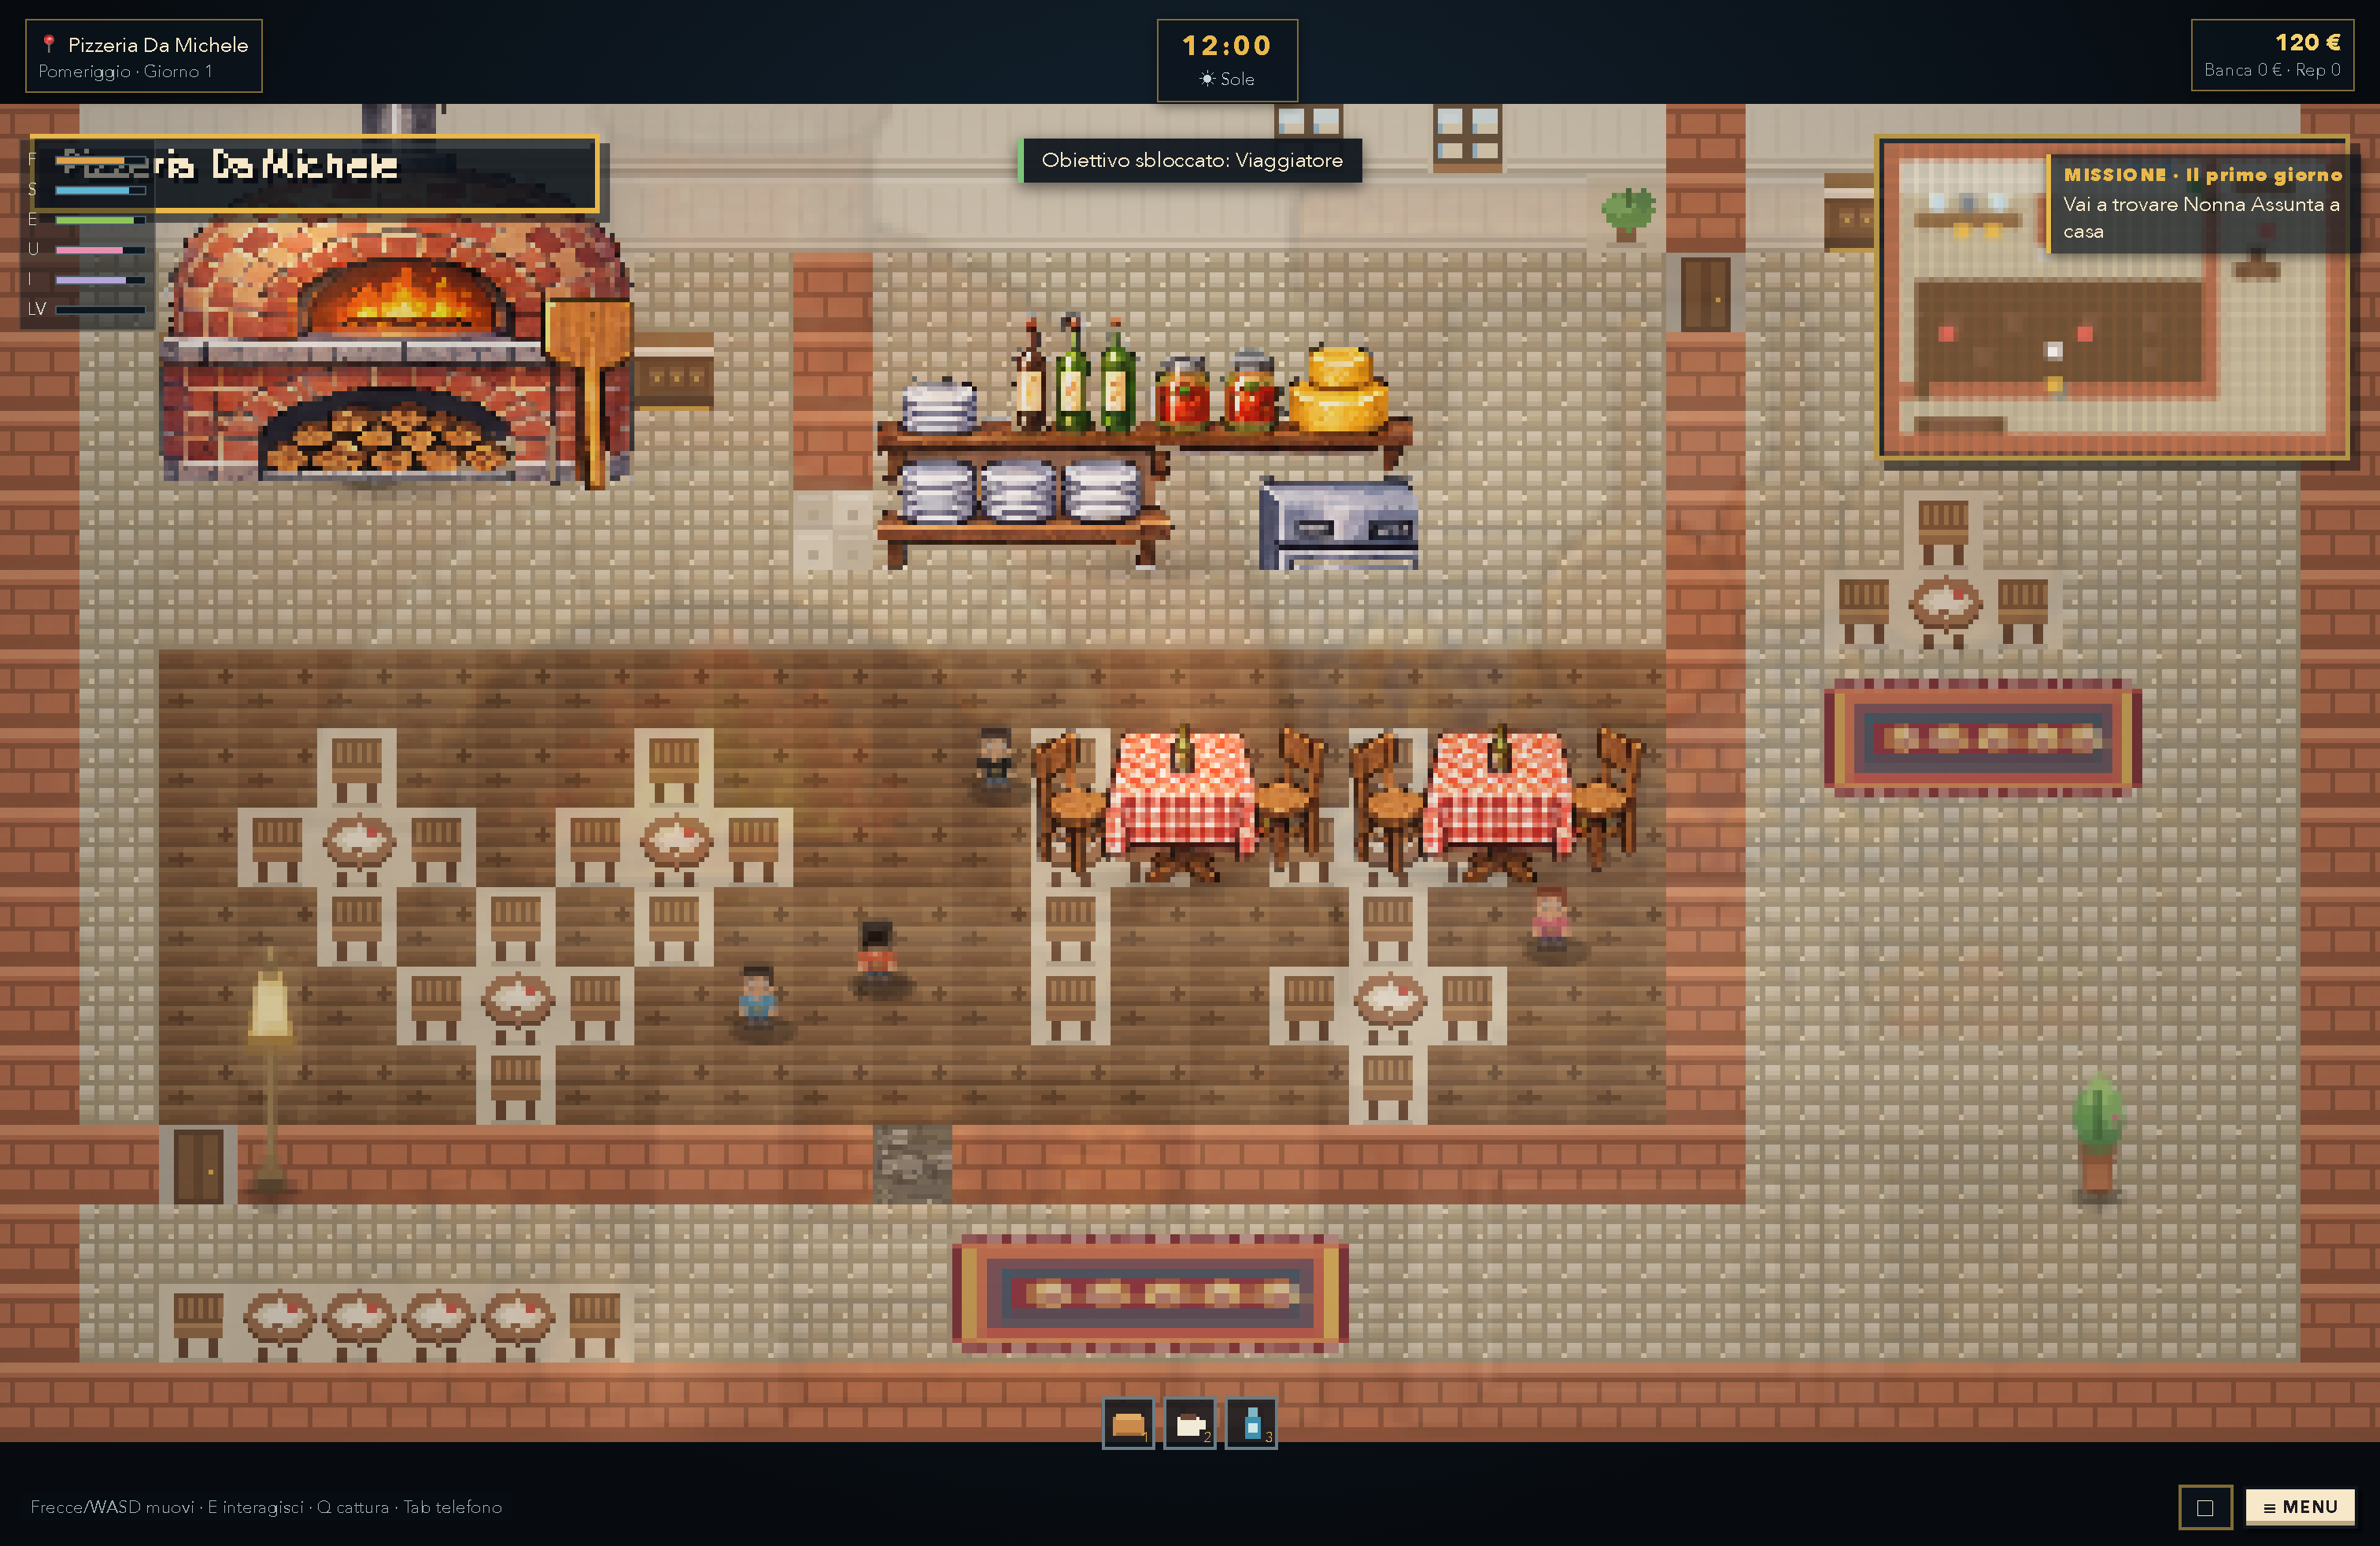 📍 Pizzeria Da Michele
Pomeriggio · Giorno 1
12:00
☀ Sole
120 €
Banca 0 € · Rep 0
Pizzeria Da Michele
F
S
E
U
I
LV
Obiettivo sbloccato: Viaggiatore
MISSIONE · Il primo giorno
Vai a trovare Nonna Assunta a
casa
1
2
3
Frecce/WASD muovi · E interagisci · Q cattura · Tab telefono
≡ MENU